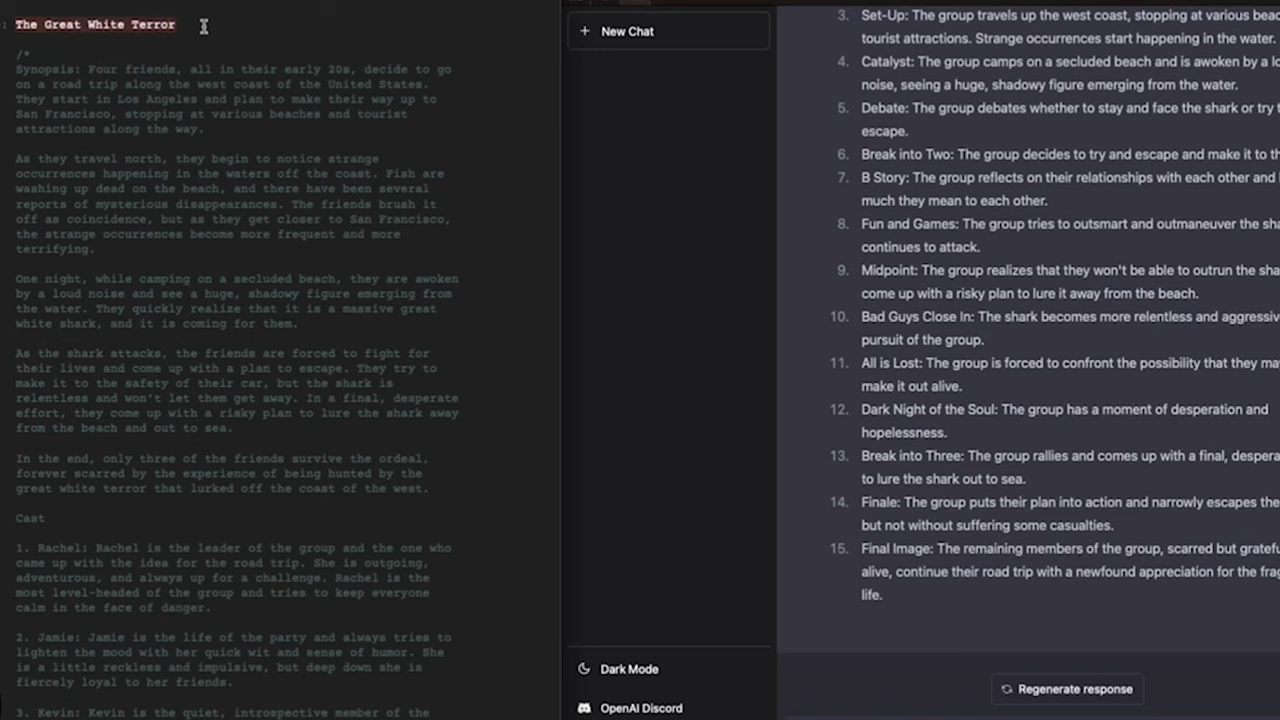 The Great White Terror
/*
Synopsis: Four friends, all in their early 20s, decide to go
on a road trip along the west coast of the United States.
They start in Los Angeles and plan to make their way up to
San Francisco, stopping at various beaches and tourist
attractions along the way.
As they travel north, they begin to notice strange
occurrences happening in the waters off the coast. Fish are
washing up dead on the beach, and there have been several
reports of mysterious disappearances. The friends brush it
off as coincidence, but as they get closer to San Francisco,
the strange occurrences become more frequent and more
terrifying.
One night, while camping on a secluded beach, they are awoken
by a loud noise and see a huge, shadowy figure emerging from
the water. They quickly realize that it is a massive great
white shark, and it is coming for them.
As the shark attacks, the friends are forced to fight for
their lives and come up with a plan to escape. They try to
make it to the safety of their car, but the shark is
relentless and won't let them get away. In a final, desperate
effort, they come up with a risky plan to lure the shark away
from the beach and out to sea.
In the end, only three of the friends survive the ordeal,
forever scarred by the experience of being hunted by the
great white terror that lurked off the coast of the west.
Cast
1. Rachel: Rachel is the leader of the group and the one who
came up with the idea for the road trip. She is outgoing,
adventurous, and always up for a challenge. Rachel is the
most level-headed of the group and tries to keep everyone
calm in the face of danger.
2. Jamie: Jamie is the life of the party and always tries to
lighten the mood with her quick wit and sense of humor. She
is a little reckless and impulsive, but deep down she is
fiercely loyal to her friends.
3. Kevin: Kevin is the quiet, introspective member of the
+ New Chat
Dark Mode
OpenAI Discord
3. Set-Up: The group travels up the west coast, stopping at various
tourist attractions. Strange occurrences start happening in the water.
4. Catalyst: The group camps on a secluded beach and is awoken by a
noise, seeing a huge, shadowy figure emerging from the water.
5. Debate: The group debates whether to stay and face the shark or try
escape.
6. Break into Two: The group decides to try and escape and make it to
7. B Story: The group reflects on their relationships with each other and
much they mean to each other.
8. Fun and Games: The group tries to outsmart and outmaneuver the
continues to attack.
9. Midpoint: The group realizes that they won't be able to outrun the
come up with a risky plan to lure it away from the beach.
10. Bad Guys Close In: The shark becomes more relentless and aggressive
pursuit of the group.
11. All is Lost: The group is forced to confront the possibility that they
make it out alive.
12. Dark Night of the Soul: The group has a moment of desperation and
hopelessness.
13. Break into Three: The group rallies and comes up with a final,
to lure the shark out to sea.
14. Finale: The group puts their plan into action and narrowly escapes
but not without suffering some casualties.
15. Final Image: The remaining members of the group, scarred but
alive, continue their road trip with a newfound appreciation for the
life.
Regenerate response